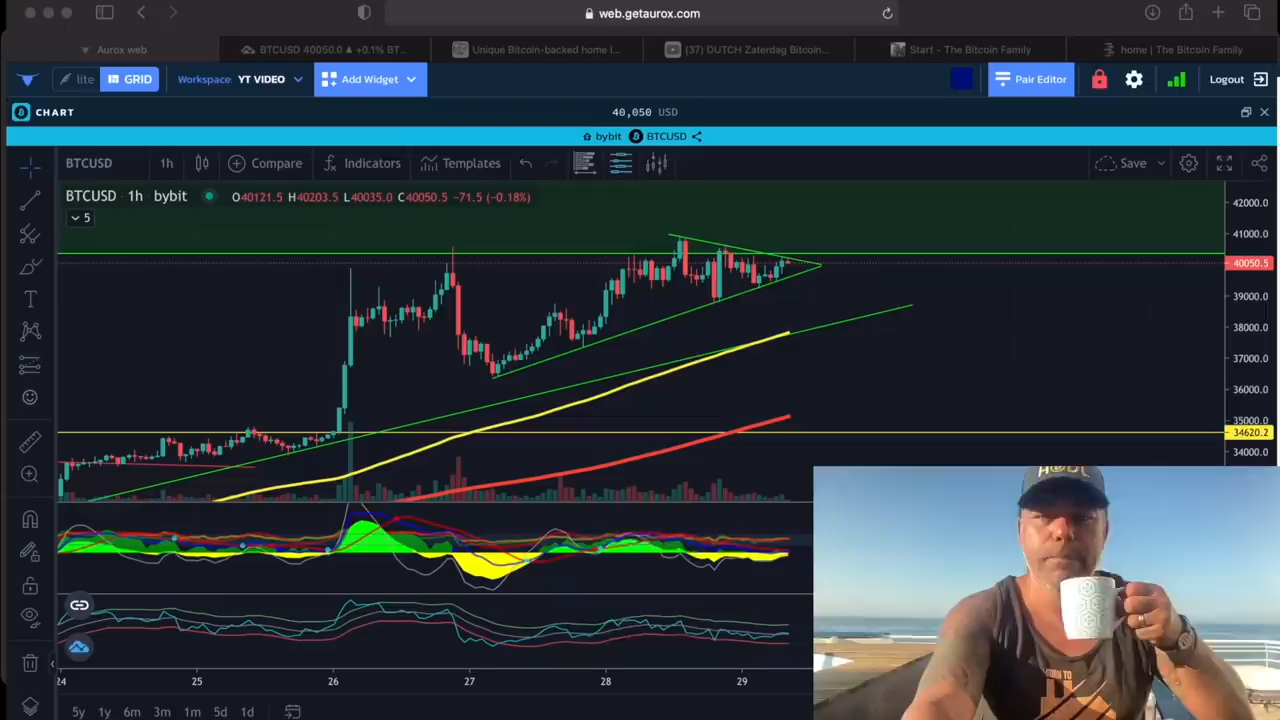 web.getaurox.com
Aurox web
BTCUSD 40050.0 ▲ +0.1% BT...
Unique Bitcoin-backed home l...
(37) DUTCH Zaterdag Bitcoin...
Start - The Bitcoin Family
home | The Bitcoin Family
lite
GRID
Workspace: YT VIDEO
Add Widget
Pair Editor
Logout
CHART
40,050 USD
bybit
BTCUSD
BTCUSD
1h
Compare
Indicators
Templates
Save
BTCUSD · 1h bybit
O40121.5 H40203.5 L40035.0 C40050.5 -71.5 (-0.18%)
5
42000.0
41000.0
40050.5
39000.0
38000.0
37000.0
36000.0
35000.0
34620.2
34000.0
24
25
26
27
28
29
5y
1y
6m
3m
1m
5d
1d